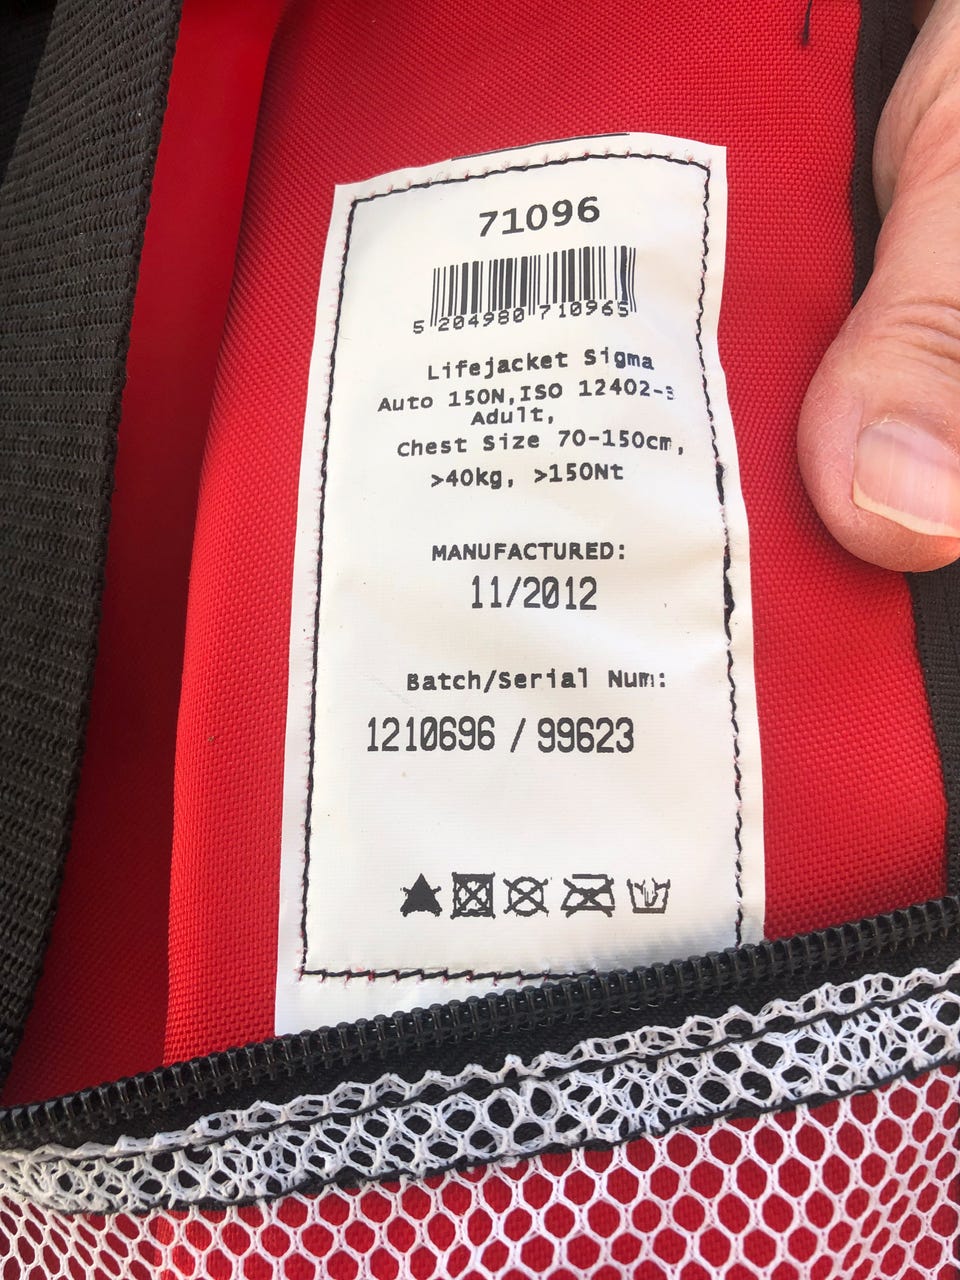 71096
5 204980 710965
Lifejacket Sigma
Auto 150N,ISO 12402-3
Adult,
Chest Size 70-150cm,
>40kg, >150Nt
MANUFACTURED:
11/2012
Batch/Serial Num:
1210696 / 99623